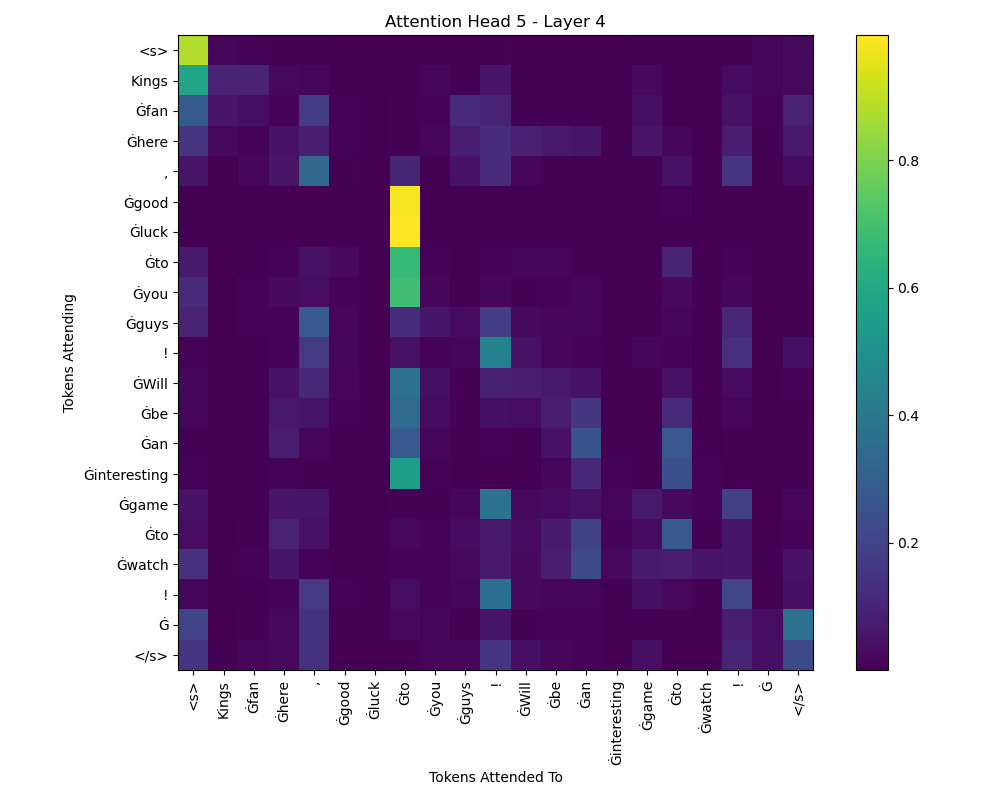 Attention Head 5 - Layer 4
<s>
Kings
Ġfan
Ġhere
,
Ġgood
Ġluck
Ġto
Ġyou
Ġguys
!
ĠWill
Ġbe
Ġan
Ġinteresting
Ġgame
Ġto
Ġwatch
!
Ġ
</s>
Tokens Attending
<s>
Kings
Ġfan
Ġhere
,
Ġgood
Ġluck
Ġto
Ġyou
Ġguys
!
ĠWill
Ġbe
Ġan
Ġinteresting
Ġgame
Ġto
Ġwatch
!
Ġ
</s>
Tokens Attended To
0.8
0.6
0.4
0.2